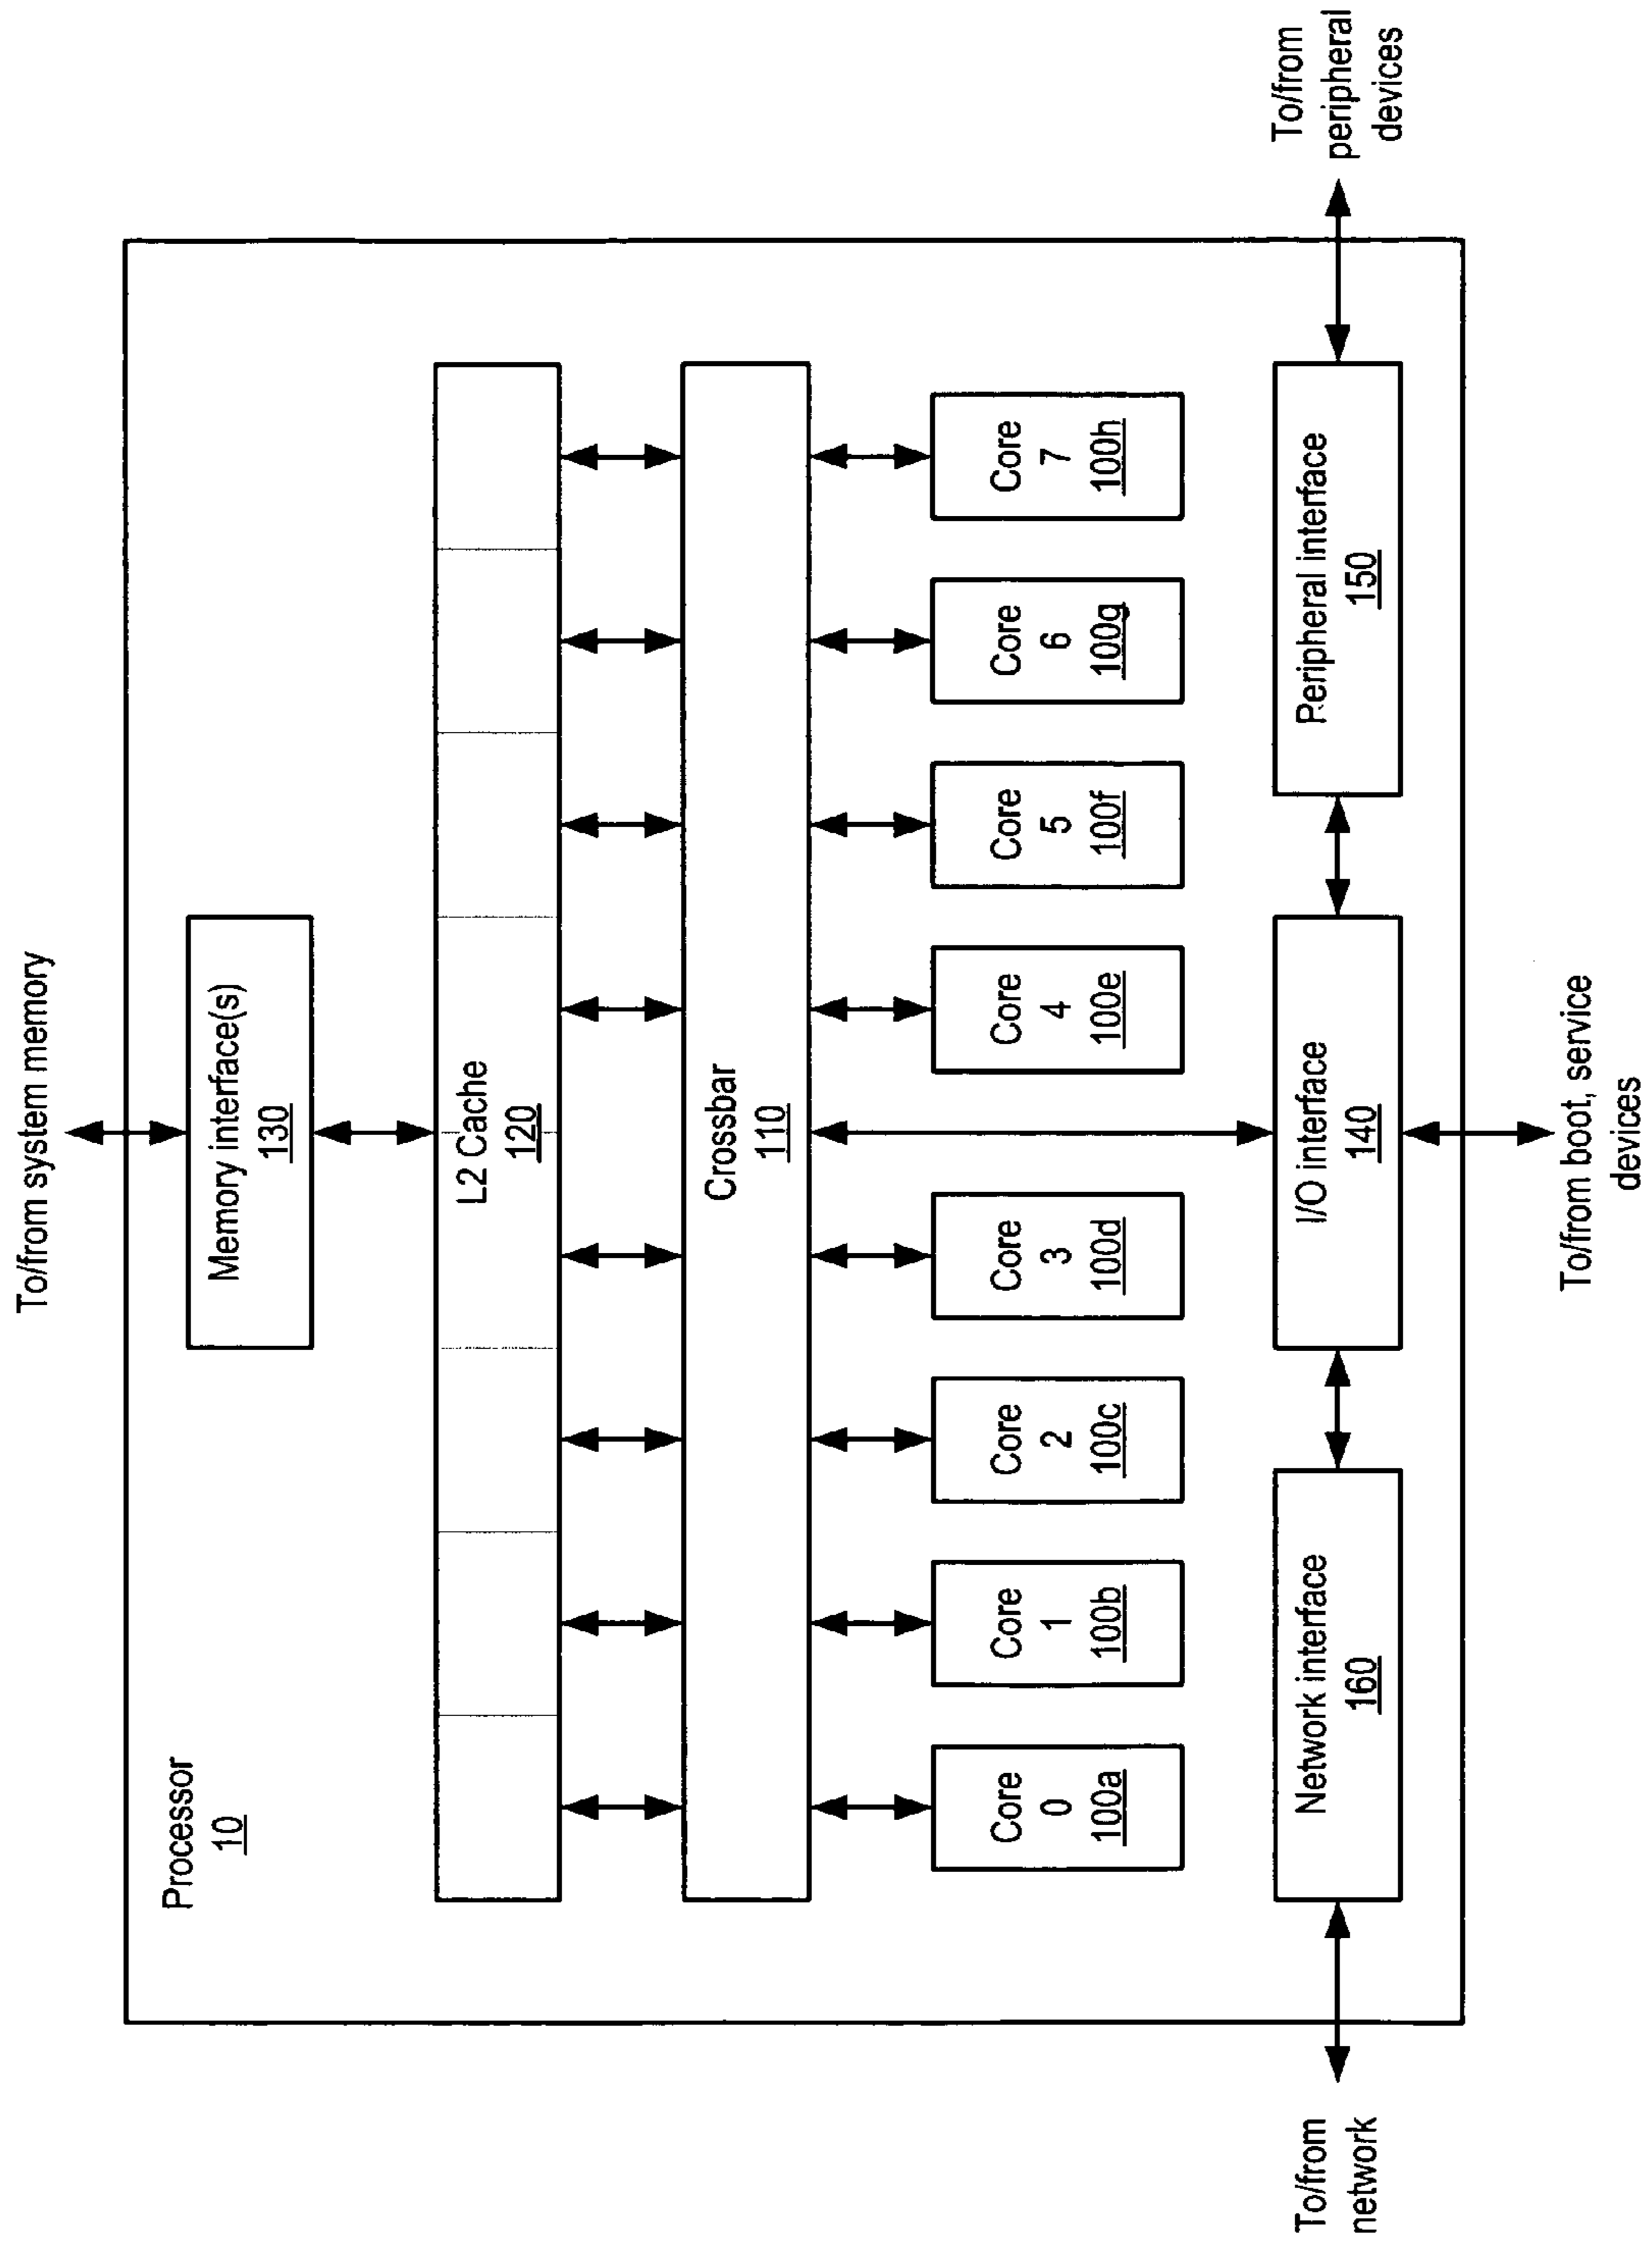 To/from system memory
Processor
10
Memory interface(s)
130
L2 Cache
120
Crossbar
110
Core
0
100a
Core
1
100b
Core
2
100c
Core
3
100d
Core
4
100e
Core
5
100f
Core
6
100g
Core
7
100h
To/from
network
Network interface
160
I/O interface
140
Peripheral interface
150
To/from
peripheral
devices
To/from boot, service
devices